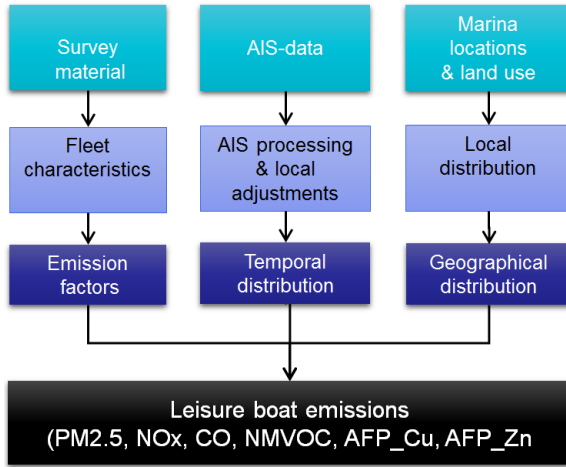 Survey
material
AIS-data
Marina
locations
& land use
Fleet
characteristics
AIS processing
& local
adjustments
Local
distribution
Emission
factors
Temporal
distribution
Geographical
distribution
Leisure boat emissions
(PM2.5, NOx, CO, NMVOC, AFP_Cu, AFP_Zn